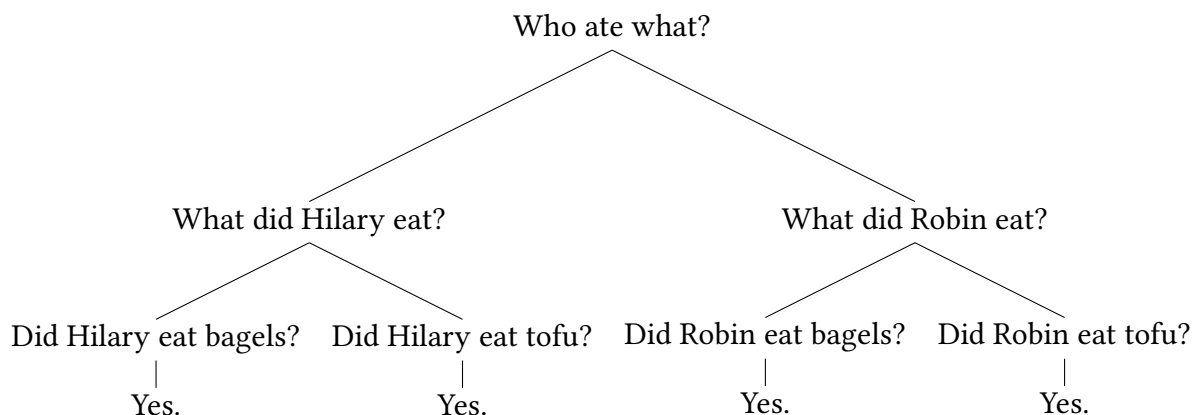 Who ate what?
What did Hilary eat? What did Robin eat?
Did Hilary eat bagels? Did Hilary eat tofu? Did Robin eat bagels? Did Robin eat tofu?
Yes. Yes. Yes. Yes.